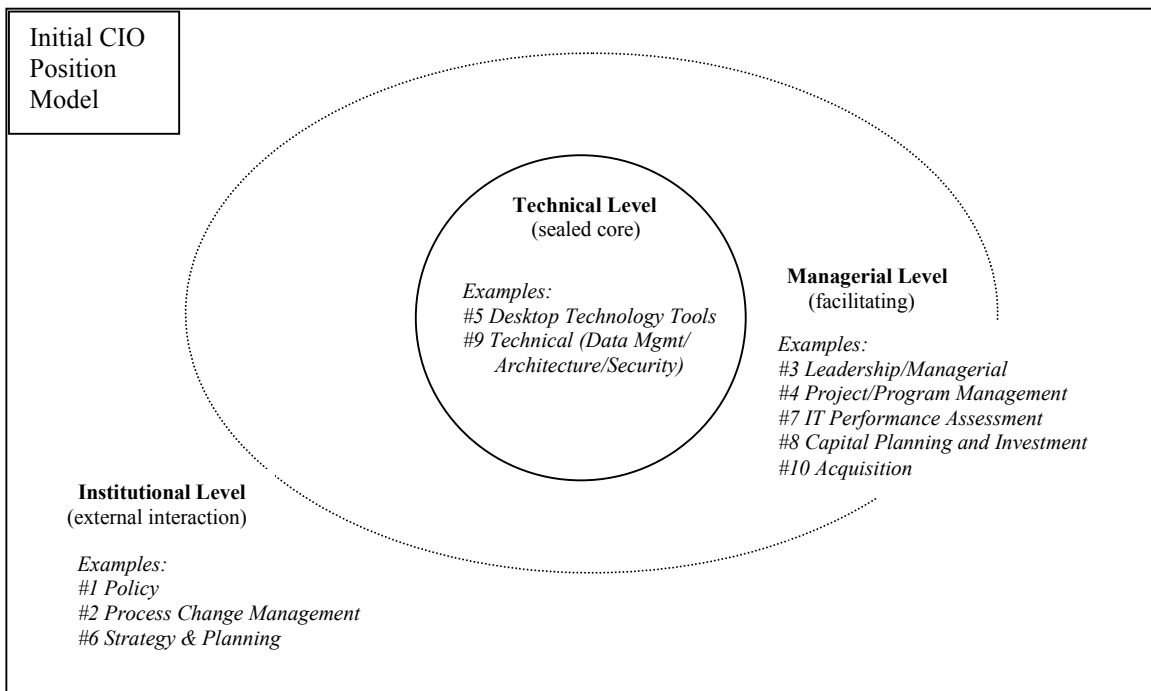 Initial CIO
Position
Model
Technical Level
(sealed core)
Examples:
#5 Desktop Technology Tools
#9 Technical (Data Mgmt/
Architecture/Security)
Managerial Level
(facilitating)
Examples:
#3 Leadership/Managerial
#4 Project/Program Management
#7 IT Performance Assessment
#8 Capital Planning and Investment
#10 Acquisition
Institutional Level
(external interaction)
Examples:
#1 Policy
#2 Process Change Management
#6 Strategy & Planning